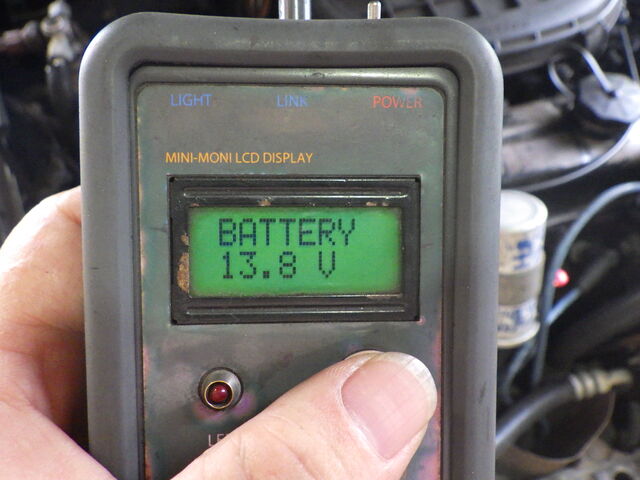 LIGHT LINK POWER
MINI-MONI LCD DISPLAY
BATTERY
13.8 V